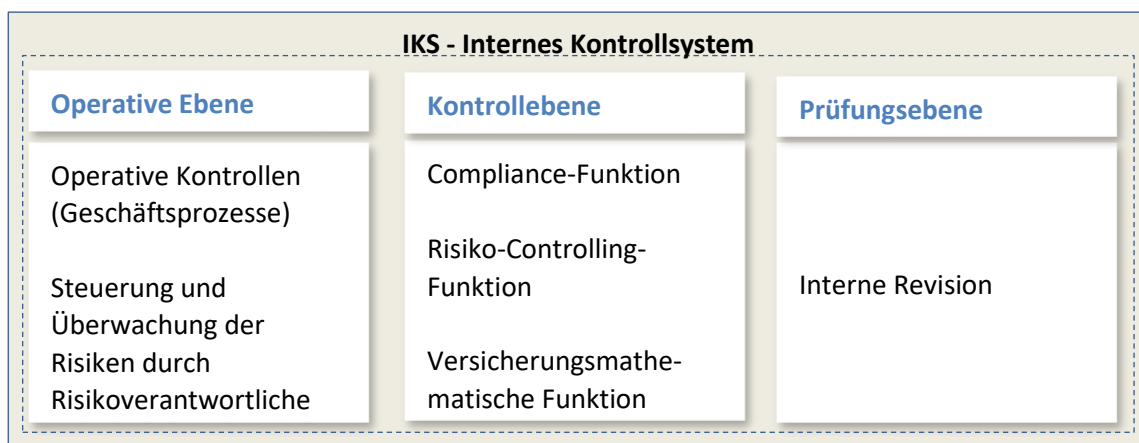 IKS - Internes Kontrollsystem
Operative Ebene
Operative Kontrollen
(Geschäftsprozesse)
Steuerung und
Überwachung der
Risiken durch
Risikoverantwortliche
Kontrollebene
Compliance-Funktion
Risiko-Controlling-
Funktion
Versicherungsmathe-
matische Funktion
Prüfungsebene
Interne Revision